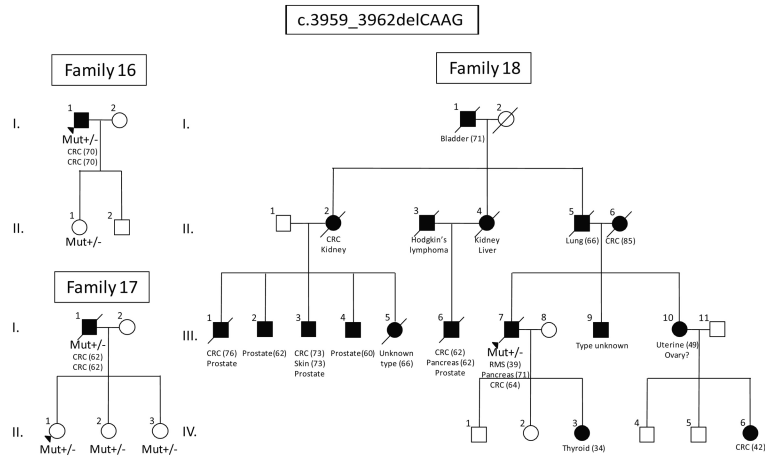 c.3959_3962delCAAG
Family 16
I.
1
2
Mut+/-
CRC (70)
CRC (70)
II.
1
2
Mut+/-
Family 17
I.
1
2
Mut+/-
CRC (62)
CRC (62)
II.
1
2
3
Mut+/-
Mut+/-
Mut+/-
Family 18
I.
1
2
Bladder (71)
II.
1
2
3
4
5
6
CRC
Kidney
Hodgkin's
lymphoma
Kidney
Liver
Lung (66)
CRC (85)
III.
1
2
3
4
5
6
7
8
9
10
11
CRC (76)
Prostate
Prostate(62)
CRC (73)
Skin (73)
Prostate
Prostate(60)
Unknown
type (66)
CRC (62)
Pancreas (62)
Prostate
Mut+/-
RMS (39)
Pancreas (71)
CRC (64)
Type unknown
Uterine (49)
Ovary?
IV.
1
2
3
4
5
6
Thyroid (34)
CRC (42)